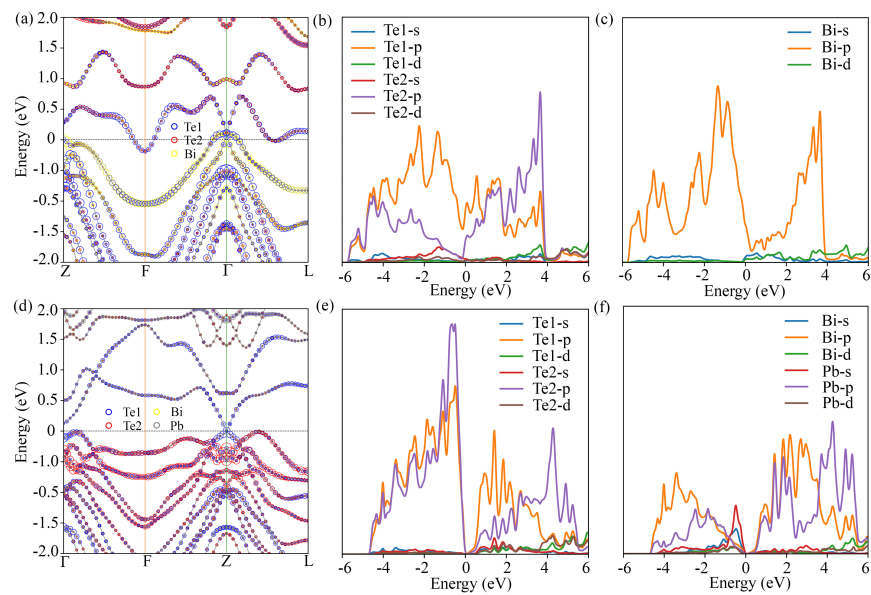 (a)
2.0
1.5
1.0
0.5
0
-1.0
-0.5
-1.5
-2.0
Energy (eV)
Te1
Te2
Bi
Z F Γ L
(b)
Te1-s
Te1-p
Te1-d
Te2-s
Te2-p
Te2-d
-6 -4 -2 0 2 4 6
Energy (eV)
(c)
Bi-s
Bi-p
Bi-d
-6 -4 -2 0 2 4 6
Energy (eV)
(d)
2.0
1.5
1.0
0.5
0
-1.0
-0.5
-1.5
-2.0
Energy (eV)
Te1 Bi
Te2 Pb
Γ F Z L
(e)
Te1-s
Te1-p
Te1-d
Te2-s
Te2-p
Te2-d
-6 -4 -2 0 2 4 6
Energy (eV)
(f)
Bi-s
Bi-p
Bi-d
Pb-s
Pb-p
Pb-d
-6 -4 -2 0 2 4 6
Energy (eV)